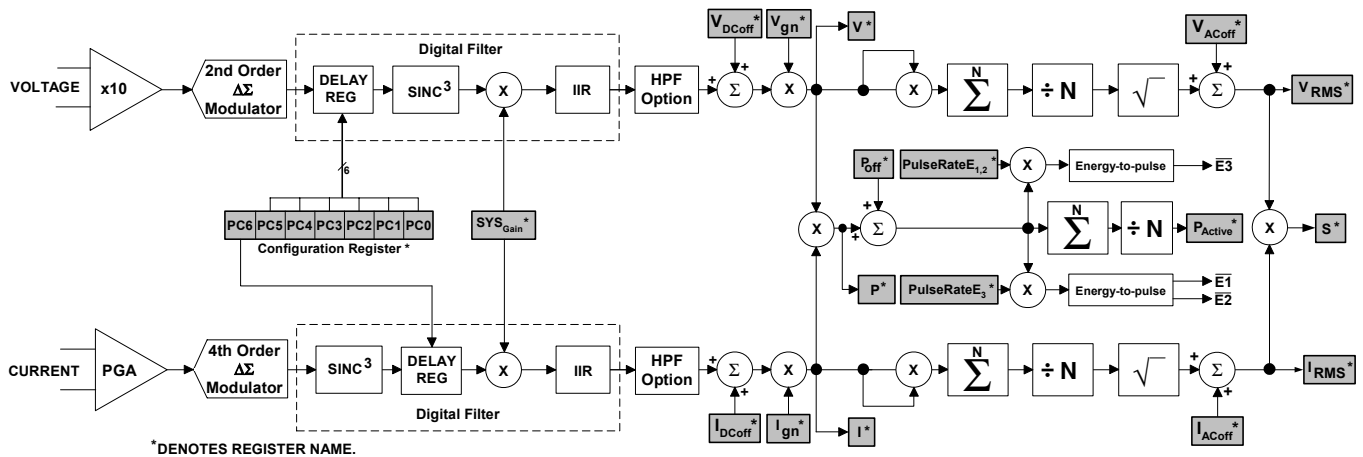 VOLTAGE
x10
2nd Order
ΔΣ
Modulator
Digital Filter
DELAY
REG
SINC3
X
IIR
HPF
Option
+
+
Σ
VDCoff*
Vgn*
X
V*
X
N
Σ
÷ N
√
+
+
Σ
VACoff*
VRMS*
6
PC6 PC5 PC4 PC3 PC2 PC1 PC0
Configuration Register *
SYSGain*
X
Poff*
+
+
Σ
P*
PulseRateE1,2*
X
Energy-to-pulse
E3
N
Σ
÷ N
PActive*
X
S*
PulseRateE3*
X
Energy-to-pulse
E1
E2
CURRENT
PGA
4th Order
ΔΣ
Modulator
SINC3
DELAY
REG
X
IIR
Digital Filter
HPF
Option
+
+
Σ
IDCoff*
X
Ign*
I*
X
N
Σ
÷ N
√
+
+
Σ
IACoff*
IRMS*
*DENOTES REGISTER NAME.